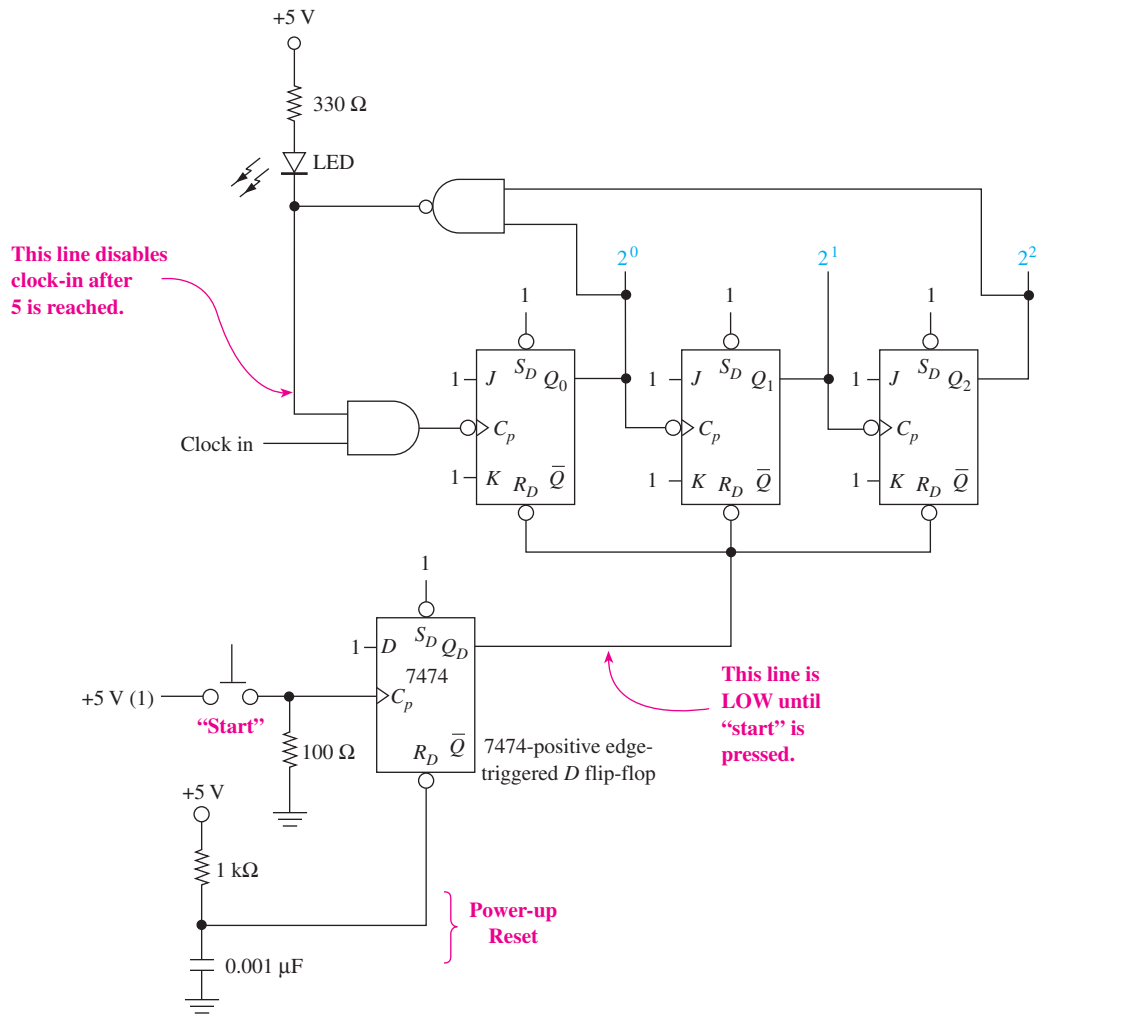 +5 V
330 Ω
LED
This line disables
clock-in after
5 is reached.
2⁰
2¹
2²
1
1
1
1
J
S_D
Q₀
1
J
S_D
Q₁
1
J
S_D
Q₂
Clock in
C_p
C_p
C_p
1
K
R_D
Q̅
1
K
R_D
Q̅
1
K
R_D
Q̅
1
1
D
S_D
Q_D
7474
+5 V (1)
C_p
"Start"
100 Ω
R_D
Q̅
7474-positive edge-
triggered D flip-flop
This line is
LOW until
"start" is
pressed.
+5 V
1 kΩ
Power-up
Reset
0.001 μF